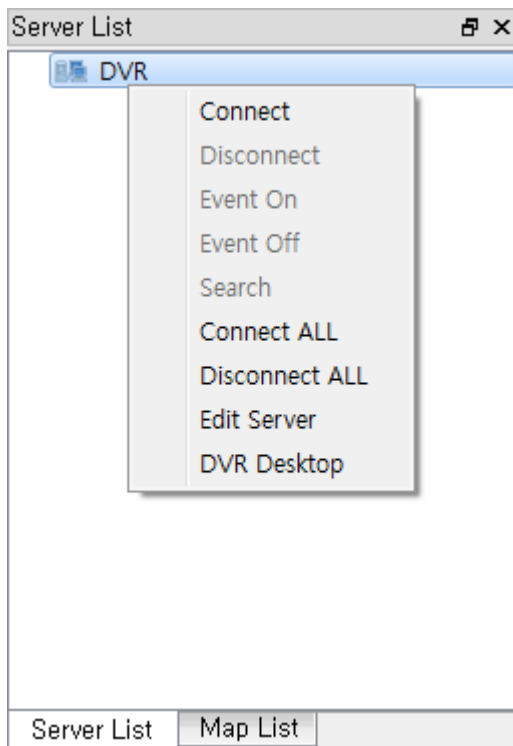 Server List
DVR
Connect
Disconnect
Event On
Event Off
Search
Connect ALL
Disconnect ALL
Edit Server
DVR Desktop
Server List Map List